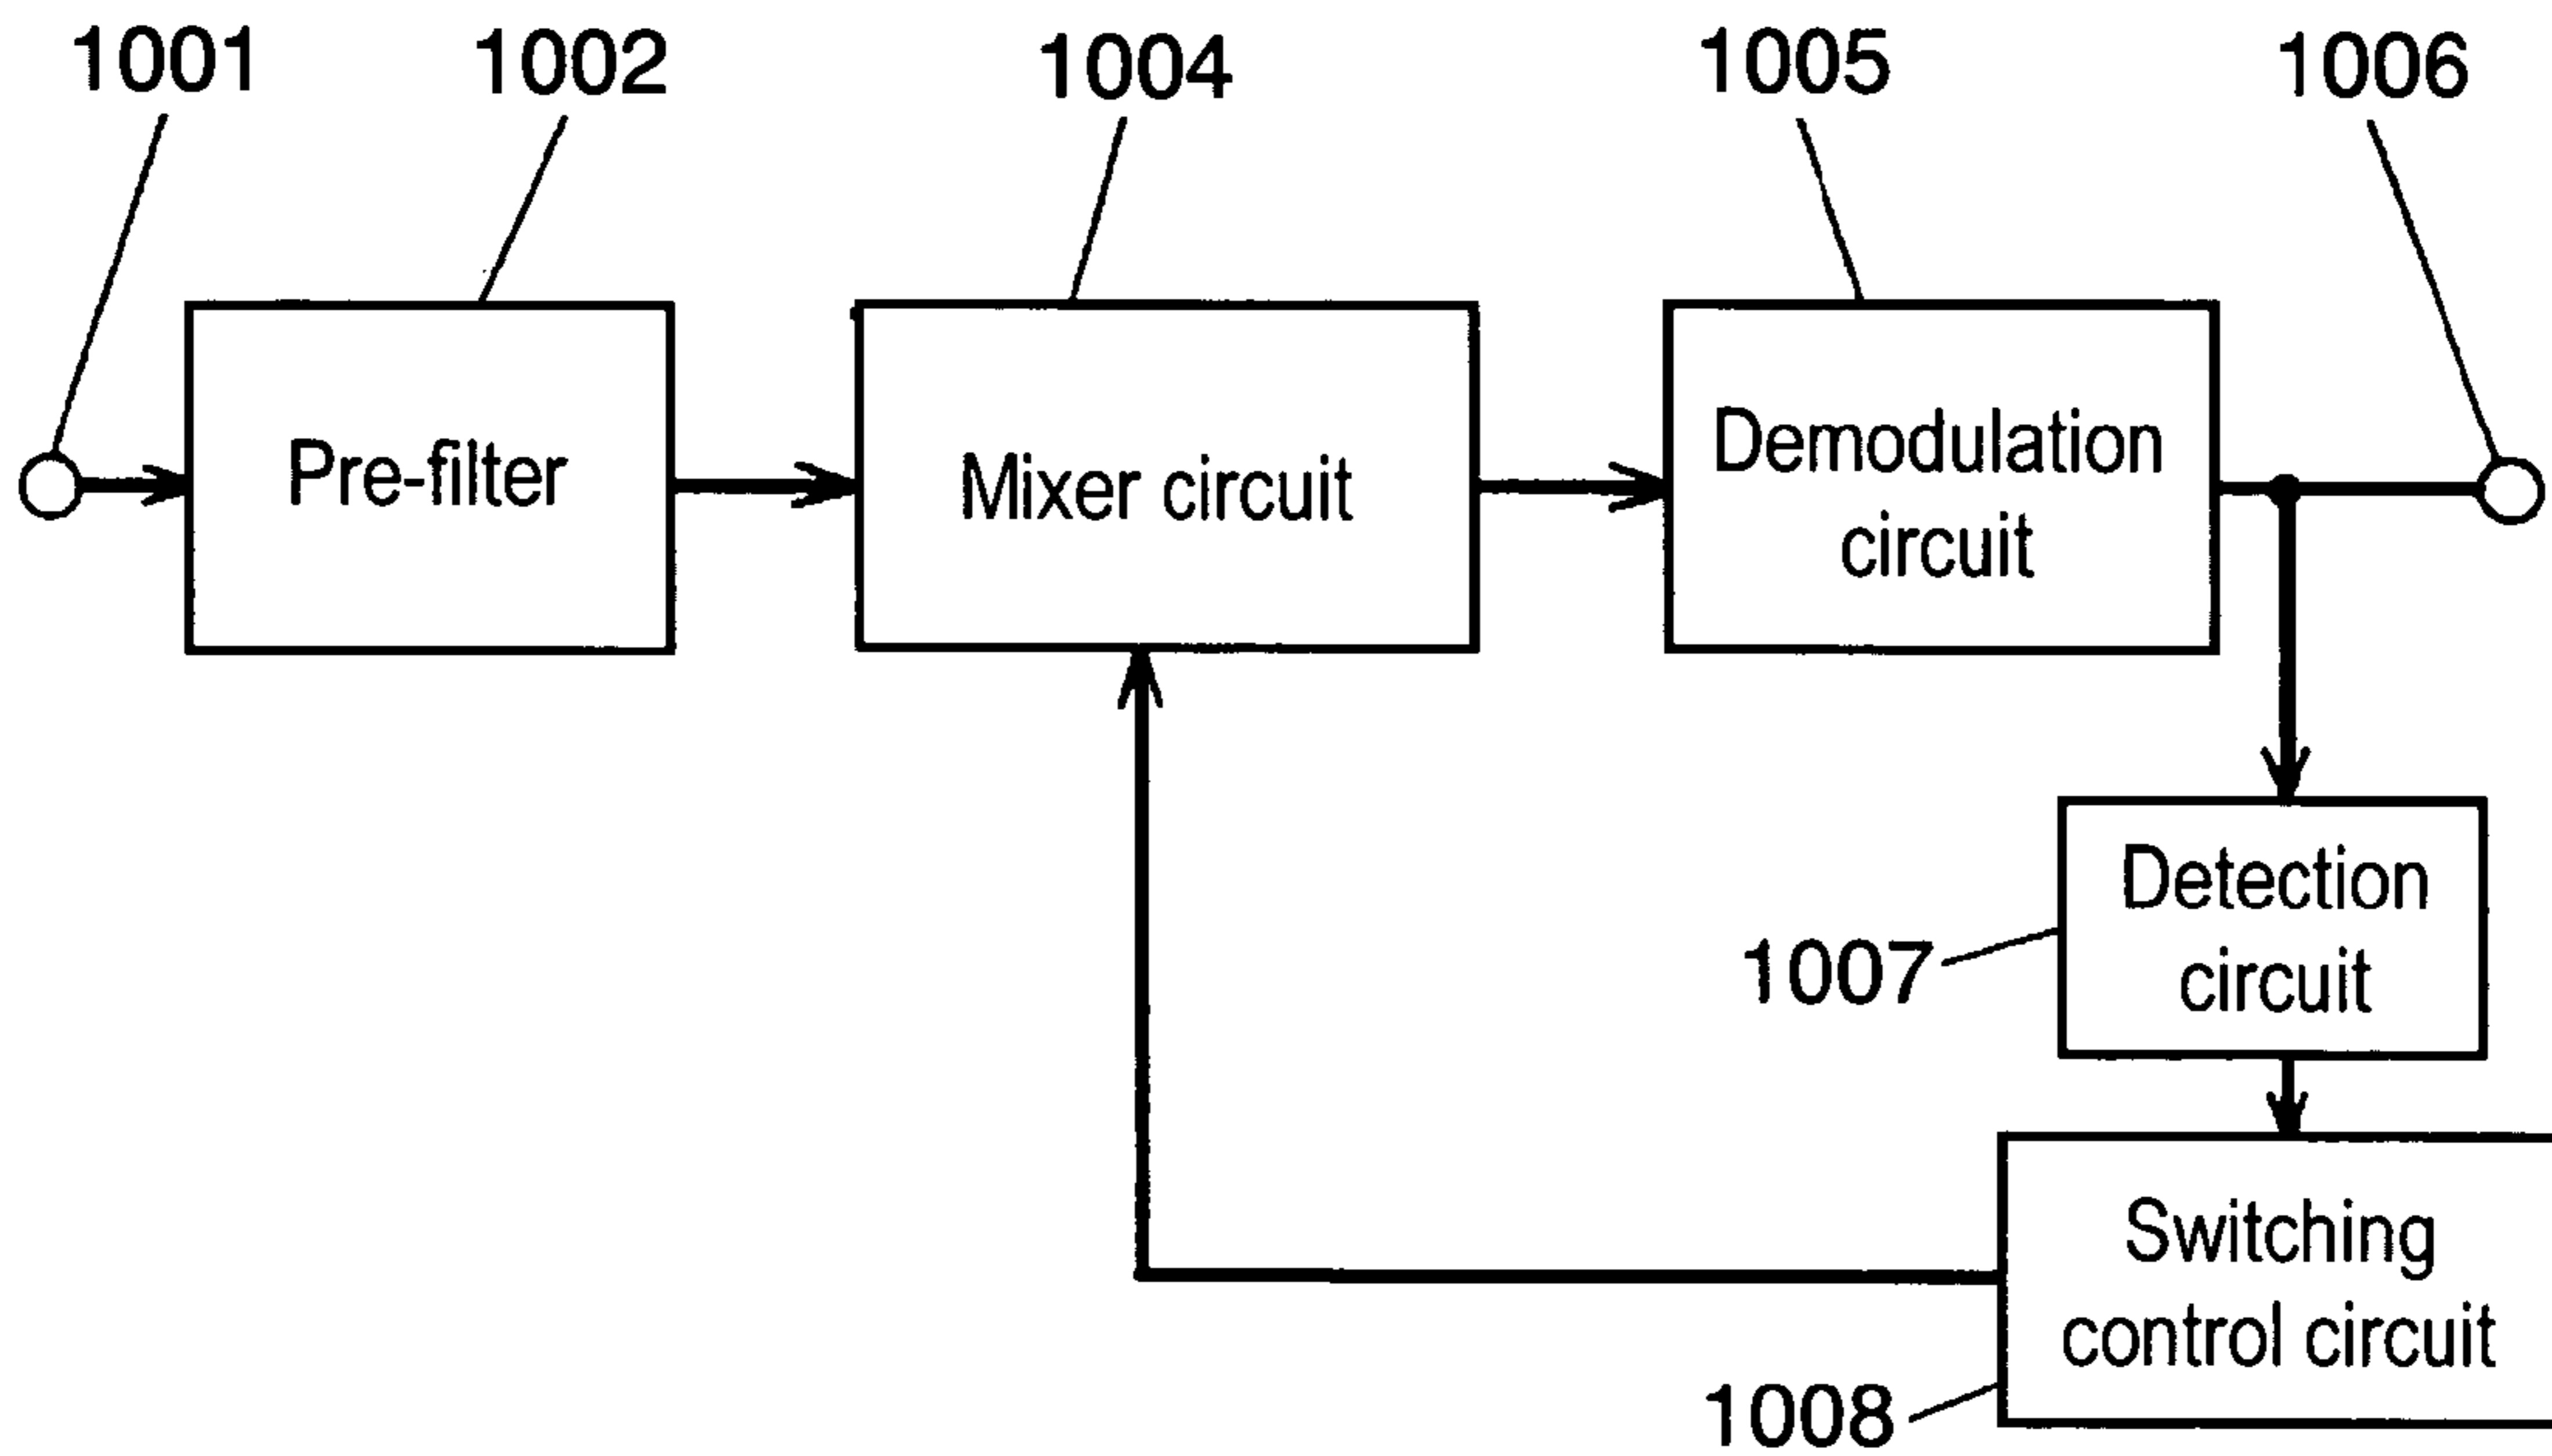 1001
1002
1004
1005
1006
Pre-filter
Mixer circuit
Demodulation
circuit
Detection
circuit
1007
Switching
control circuit
1008